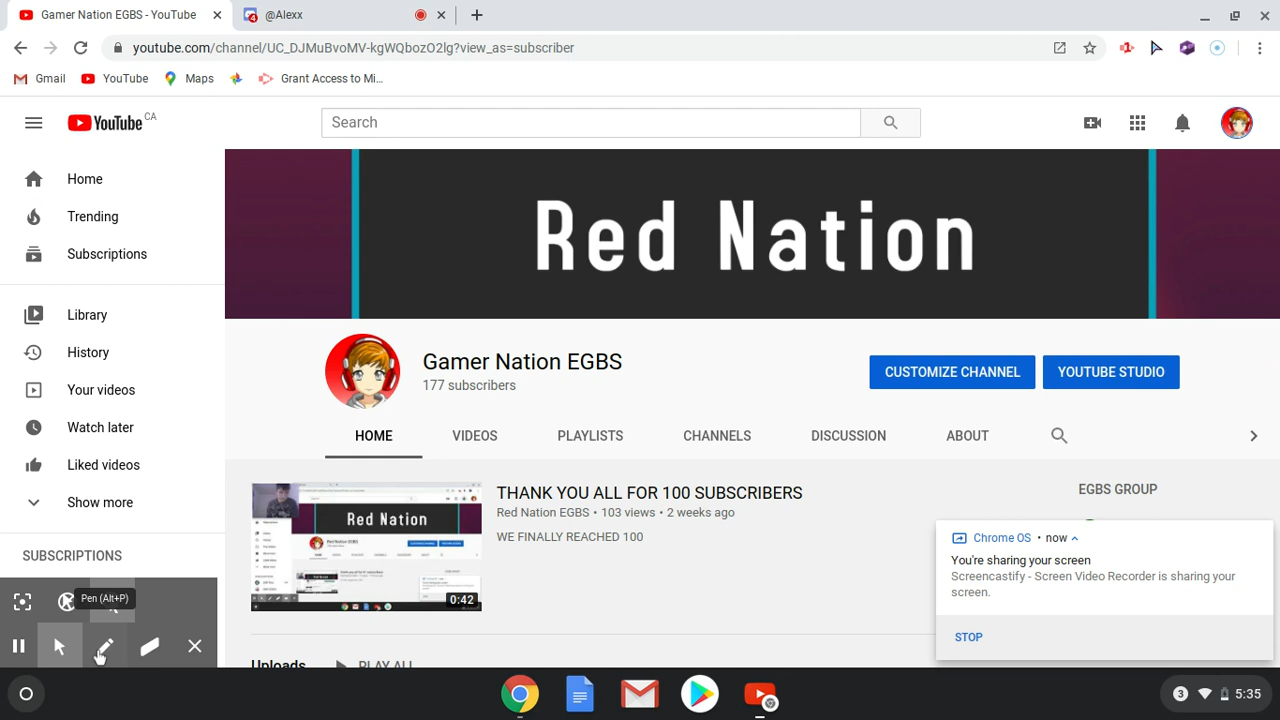 Gamer Nation EGBS - YouTube
@Alexx
youtube.com/channel/UC_DJMuBvoMV-kgWQbozO2lg?view_as=subscriber
Gmail
YouTube
Maps
Grant Access to Mi...
YouTube CA
Search
Home
Trending
Subscriptions
Library
History
Your videos
Watch later
Liked videos
Show more
SUBSCRIPTIONS
Red Nation
Gamer Nation EGBS
177 subscribers
CUSTOMIZE CHANNEL
YOUTUBE STUDIO
HOME
VIDEOS
PLAYLISTS
CHANNELS
DISCUSSION
ABOUT
Red Nation
0:42
THANK YOU ALL FOR 100 SUBSCRIBERS
Red Nation EGBS • 103 views • 2 weeks ago
WE FINALLY REACHED 100
EGBS GROUP
Chrome OS • now
You're sharing your screen
Screencastify - Screen Video Recorder is sharing your
screen.
STOP
Uploads
PLAY ALL
Pen (Alt+P)
3
5:35